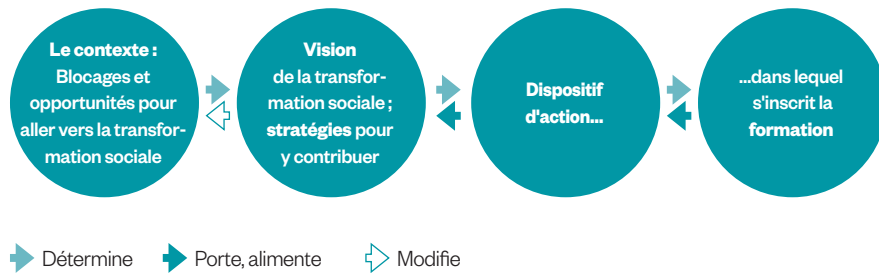 Le contexte :
Blocages et
opportunités pour
aller vers la transfor-
mation sociale
Vision
de la transfor-
mation sociale ;
stratégies pour
y contribuer
Dispositif
d'action...
...dans lequel
s'inscrit la
formation
Détermine
Porte, alimente
Modifie